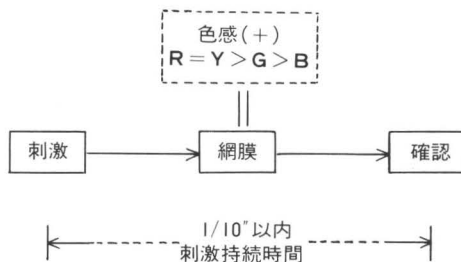 色感(+)
R=Y>G>B
刺激
網膜
確認
1/10"以内
刺激持続時間